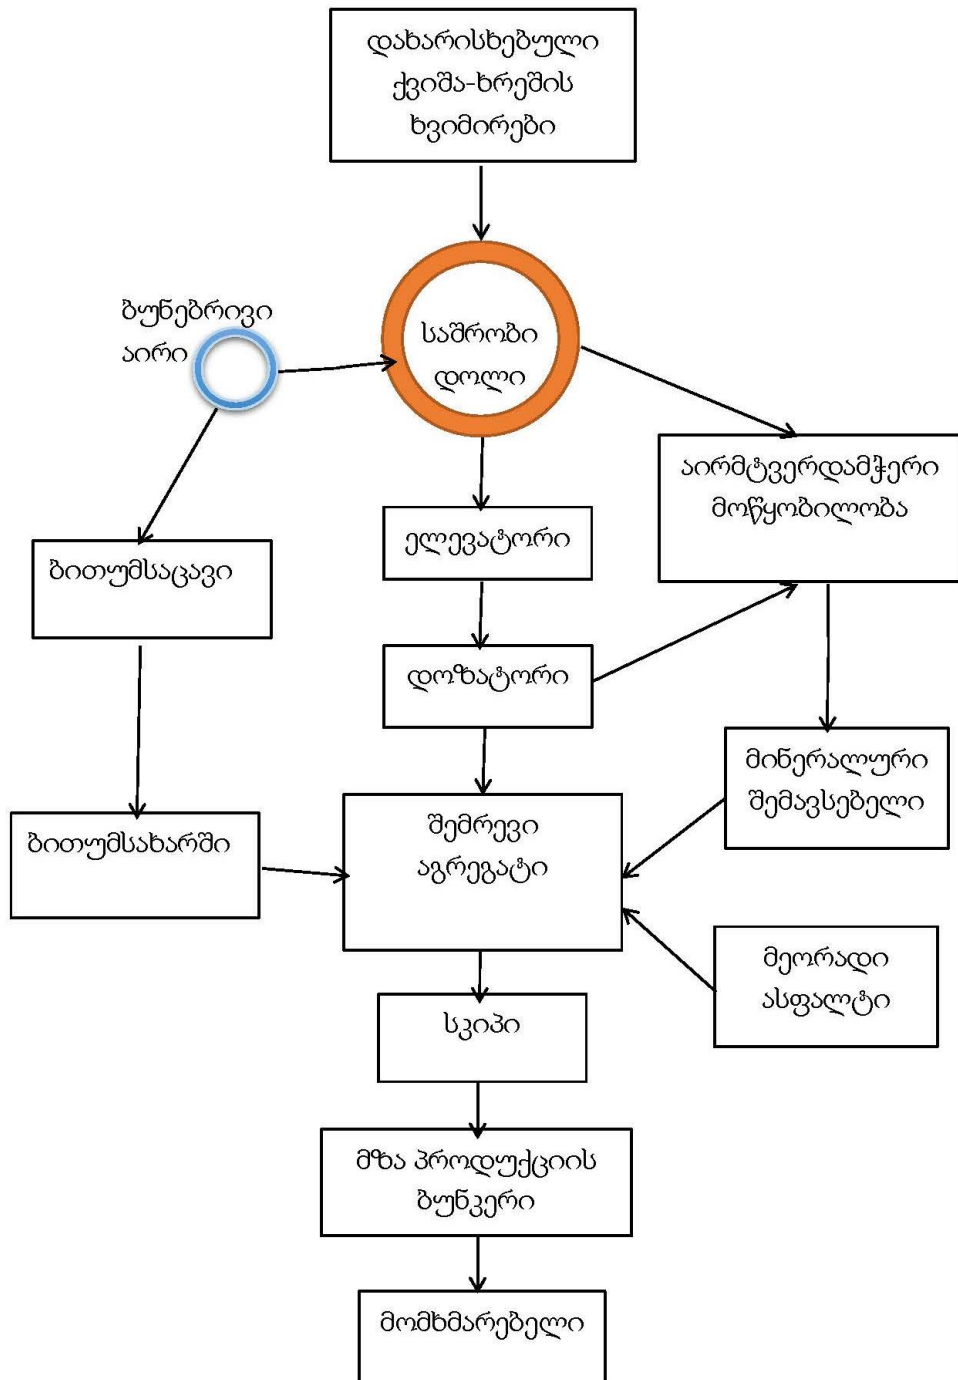 დახარისხებული
ქვიშა-ხრეშის
ხვიმირები
ბუნებრივი
აირი
საშრობი
დოლი
აირმტვერდამჭერი
მოწყობილობა
ელევატორი
ბითუმსაცავი
დოზატორი
მინერალური
შემავსებელი
ბითუმსახარში
შემრევი
აგრეგატი
მეორადი
ასფალტი
სკიპი
მზა პროდუქციის
ბუნკერი
მომხმარებელი